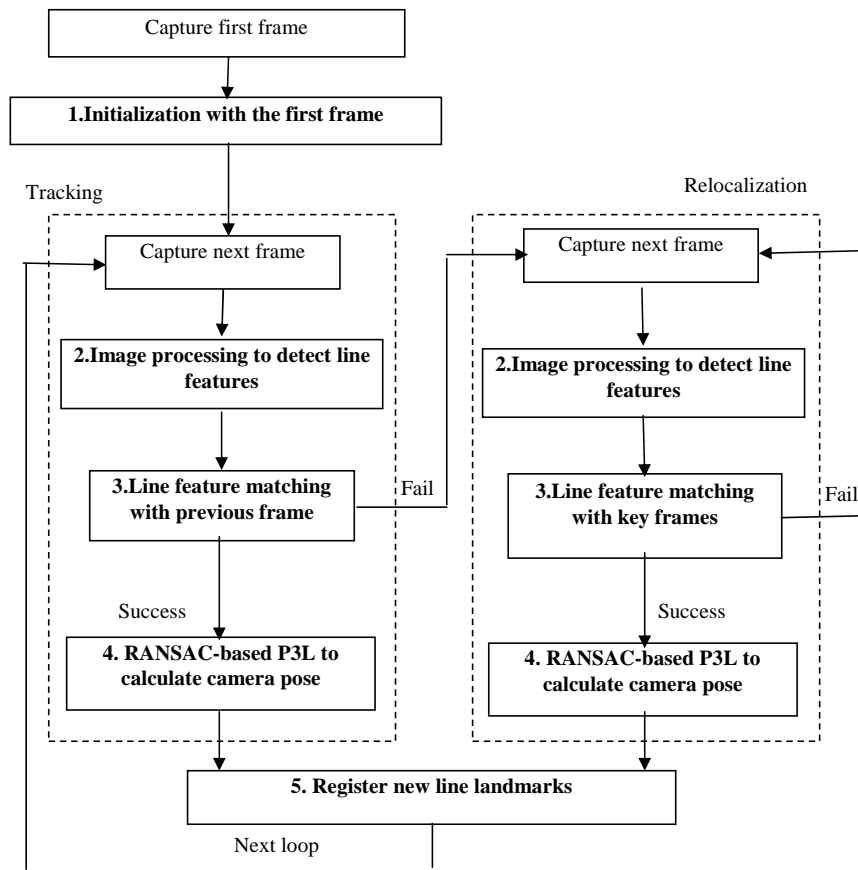 Capture first frame
1.Initialization with the first frame
Tracking
Capture next frame
2.Image processing to detect line
features
3.Line feature matching
with previous frame
Fail
Success
4. RANSAC-based P3L to
calculate camera pose
Relocalization
Capture next frame
2.Image processing to detect line
features
3.Line feature matching
with key frames
Fail
Success
4. RANSAC-based P3L to
calculate camera pose
5. Register new line landmarks
Next loop